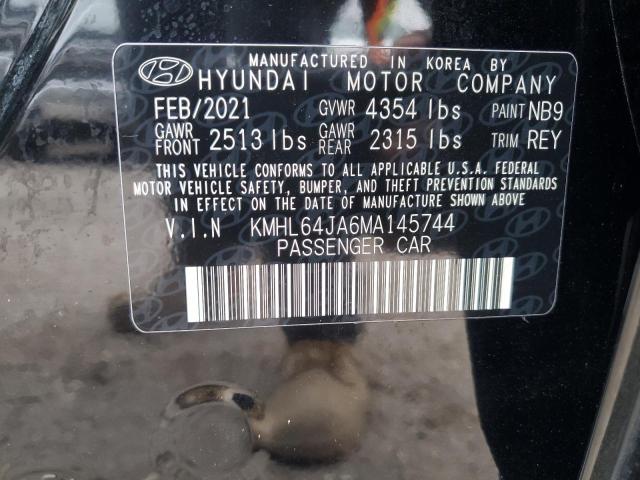 MANUFACTURED IN KOREA BY
HYUNDAI MOTOR COMPANY
FEB/2021 GVWR 4354 lbs PAINT NB9
GAWR FRONT 2513 lbs GAWR REAR 2315 lbs TRIM REY
THIS VEHICLE CONFORMS TO ALL APPLICABLE U.S.A. FEDERAL
MOTOR VEHICLE SAFETY, BUMPER, AND THEFT PREVENTION STANDARDS
IN EFFECT ON THE DATE OF MANUFACTURE SHOWN ABOVE
V.I.N KMHL64JA6MA145744
PASSENGER CAR